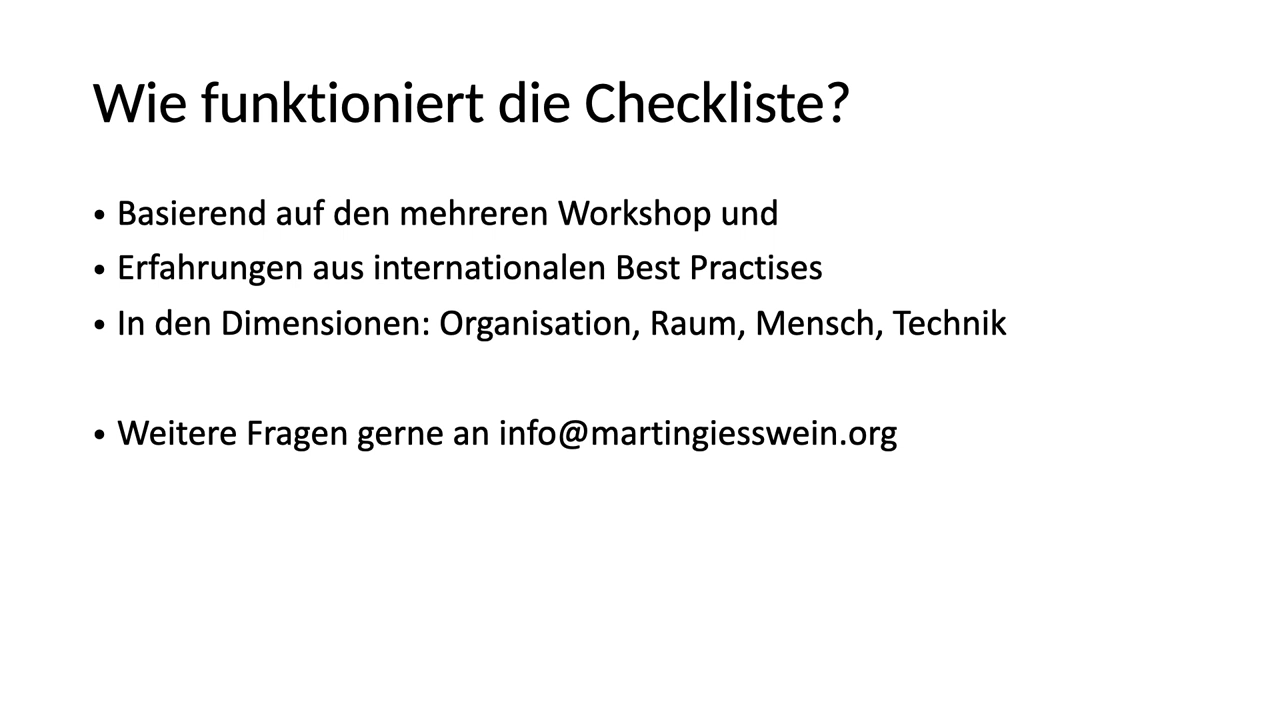 Wie funktioniert die Checkliste?
• Basierend auf den mehreren Workshop und
• Erfahrungen aus internationalen Best Practises
• In den Dimensionen: Organisation, Raum, Mensch, Technik
• Weitere Fragen gerne an info@martingiesswein.org